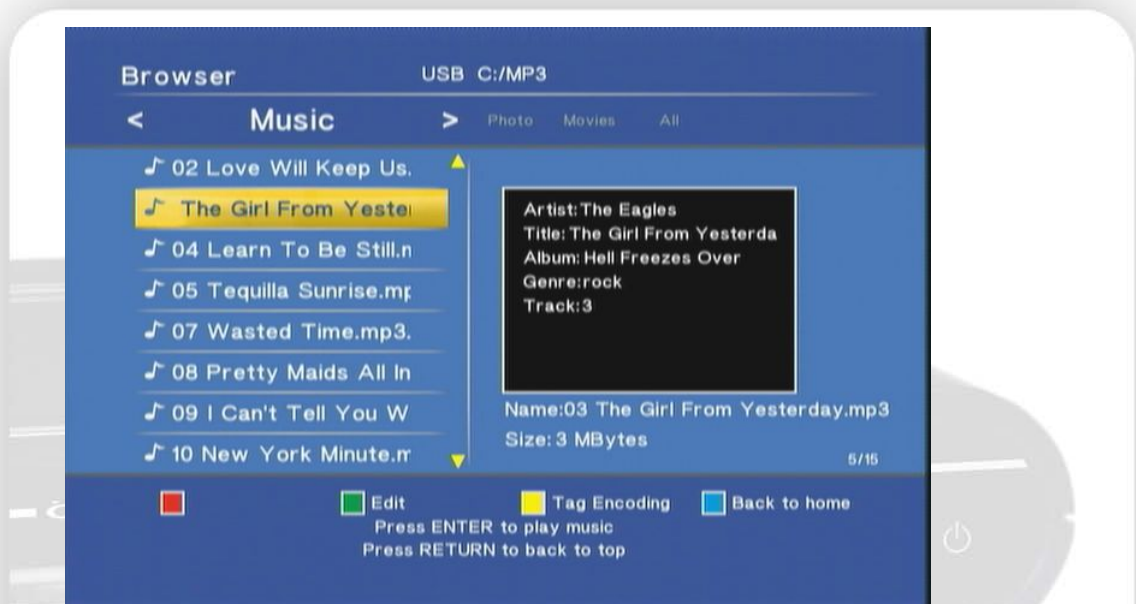 Browser USB C:/MP3
< Music > Photo Movies All
02 Love Will Keep Us.
The Girl From Yester
04 Learn To Be Still.m
05 Tequilla Sunrise.mp
07 Wasted Time.mp3.
08 Pretty Maids All In
09 I Can't Tell You W
10 New York Minute.m
Artist:The Eagles
Title:The Girl From Yesterda
Album:Hell Freezes Over
Genre:rock
Track:3
Name:03 The Girl From Yesterday.mp3
Size:3 MBytes
5/15
Edit Tag Encoding Back to home
Press ENTER to play music
Press RETURN to back to top